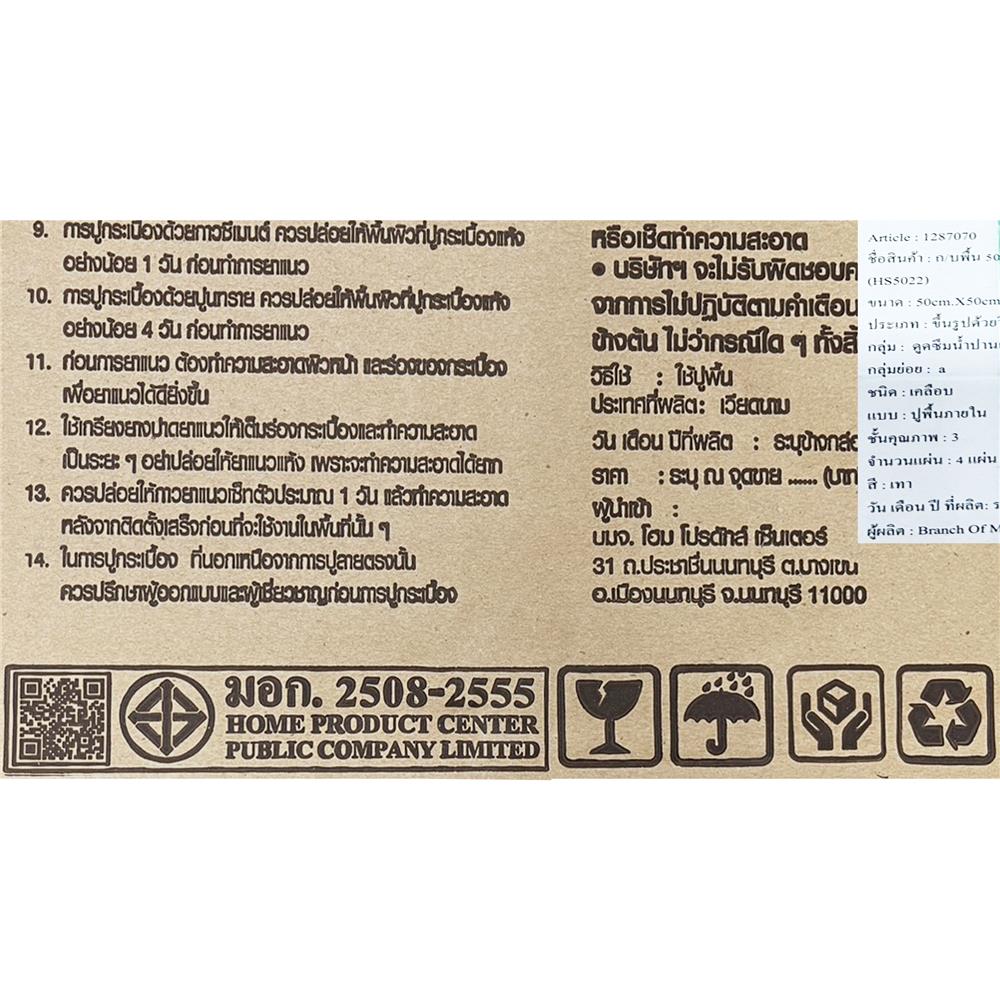 9. การปูกระเบื้องด้วยกาวซีเมนต์ ควรปล่อยให้พื้นผิวที่ปูกระเบื้องแห้ง
อย่างน้อย 1 วัน ก่อนทำการยาแนว
10. การปูกระเบื้องด้วยปูนทราย ควรปล่อยให้พื้นผิวที่ปูกระเบื้องแห้ง
อย่างน้อย 4 วัน ก่อนทำการยาแนว
11. ก่อนการยาแนว ต้องทำความสะอาดผิวหน้า และร่องของกระเบื้อง
เพื่อยาแนวได้ดียิ่งขึ้น
12. ใช้เกรียงยางปาดยาแนวให้เต็มร่องกระเบื้องและทำความสะอาด
เป็นระยะ ๆ อย่าปล่อยให้ยาแนวแห้ง เพราะจะทำความสะอาดได้ยาก
13. ควรปล่อยให้กาวยาแนวเซ็ทตัวประมาณ 1 วัน แล้วทำความสะอาด
หลังจากติดตั้งเสร็จก่อนที่จะใช้งานในพื้นที่นั้น ๆ
14. ในการปูกระเบื้อง ที่นอกเหนือจากการปูลายตรงนั้น
ควรปรึกษาผู้ออกแบบและผู้เชี่ยวชาญก่อนการปูกระเบื้อง
หรือเช็ดทำความสะอาด
● บริษัทฯ จะไม่รับผิดชอบค
จากการไม่ปฏิบัติตามคำเตือน
ข้างต้น ไม่ว่ากรณีใด ๆ ทั้งสิ้
วิธีใช้ : ใช้ปูพื้น
ประเทศที่ผลิต: เวียดนาม
วัน เดือน ปีที่ผลิต : ระบุข้างกล่อ
ราคา : ระบุ ณ จุดขาย ...... (บาท
ผู้นำเข้า :
บมจ. โฮม โปรดักส์ เซ็นเตอร์
31 ถ.ประชาชื่นนนทบุรี ต.บางเขน
อ.เมืองนนทบุรี จ.นนทบุรี 11000
Article : 1287070
ชื่อสินค้า : ก/บพื้น 50
(HS5022)
ขนาด : 50cm.X50cm
ประเภท : ขึ้นรูปด้วย
กลุ่ม : ดูดซึมน้ำปาน
กลุ่มย่อย : a
ชนิด : เคลือบ
แบบ : ปูพื้นภายใน
ชั้นคุณภาพ : 3
จำนวนแผ่น : 4 แผ่น
สี : เทา
วัน เดือน ปี ที่ผลิต: ร
ผู้ผลิต : Branch Of M
มอก. 2508-2555
HOME PRODUCT CENTER
PUBLIC COMPANY LIMITED